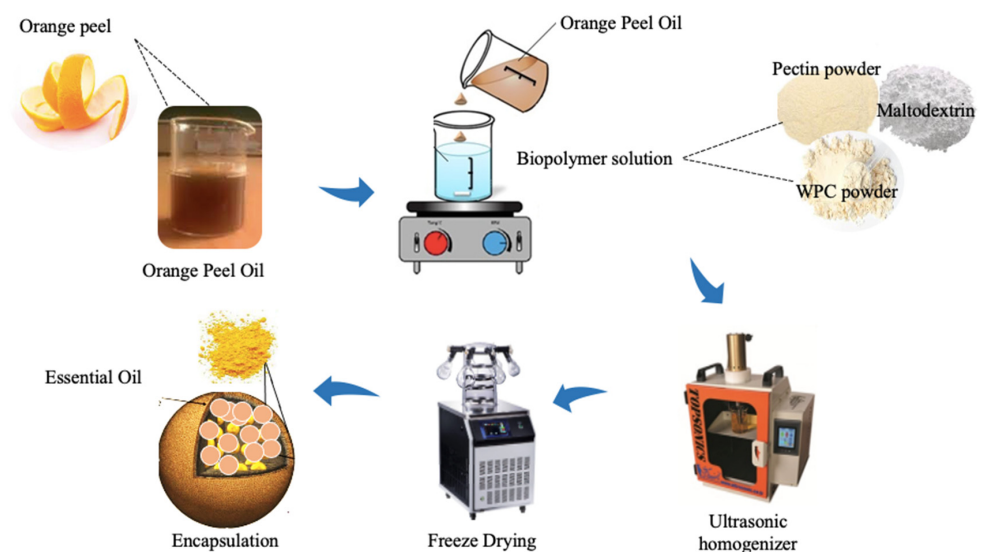 Orange peel
Orange Peel Oil
Orange Peel Oil
Biopolymer solution
Pectin powder
Maltodextrin
WPC powder
Essential Oil
Encapsulation
Freeze Drying
TOPSONICS
Ultrasonic
homogenizer